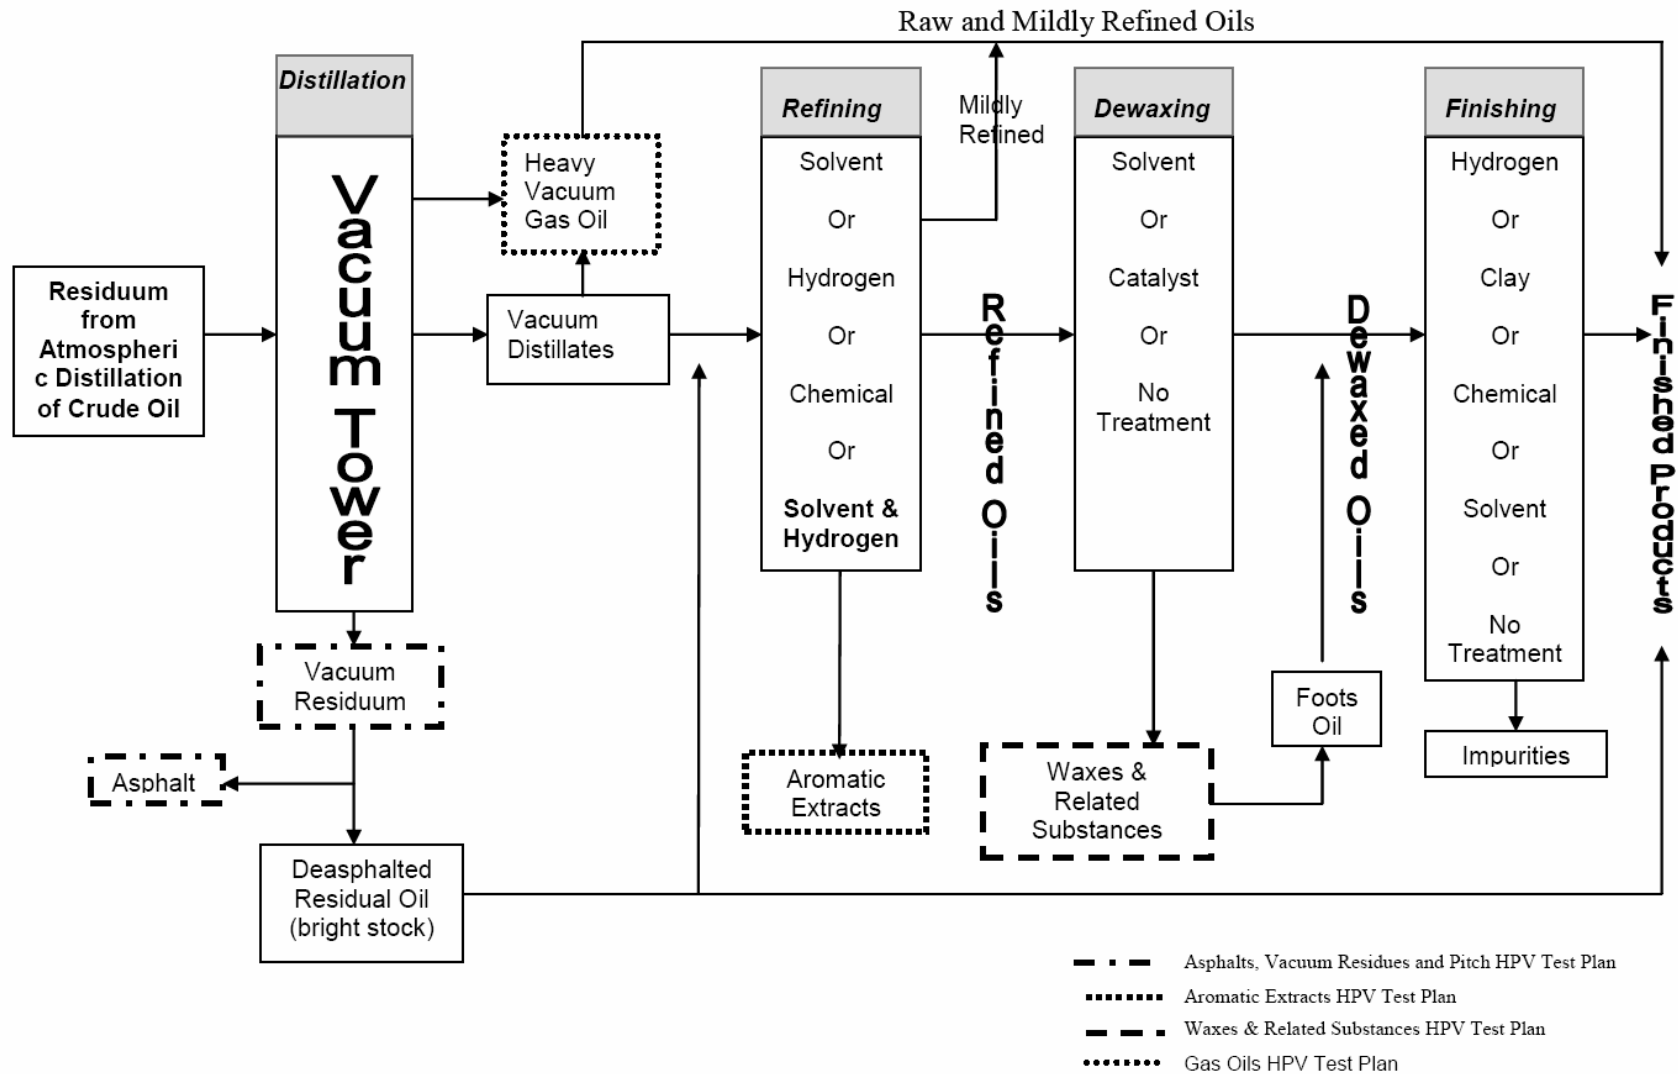 Raw and Mildly Refined Oils
Distillation
Vacuum Tower
Residuum
from
Atmospheri
c Distillation
of Crude Oil
Heavy
Vacuum
Gas Oil
Vacuum
Distillates
Vacuum
Residuum
Asphalt
Deasphalted
Residual Oil
(bright stock)
Refining
Solvent
Or
Hydrogen
Or
Chemical
Or
Solvent &
Hydrogen
Mildly
Refined
Refined Oils
Aromatic
Extracts
Dewaxing
Solvent
Or
Catalyst
Or
No
Treatment
Waxes &
Related
Substances
Dewaxed Oils
Foots
Oil
Finishing
Hydrogen
Or
Clay
Or
Chemical
Or
Solvent
Or
No
Treatment
Impurities
Finished Products
Asphalts, Vacuum Residues and Pitch HPV Test Plan
Aromatic Extracts HPV Test Plan
Waxes & Related Substances HPV Test Plan
Gas Oils HPV Test Plan